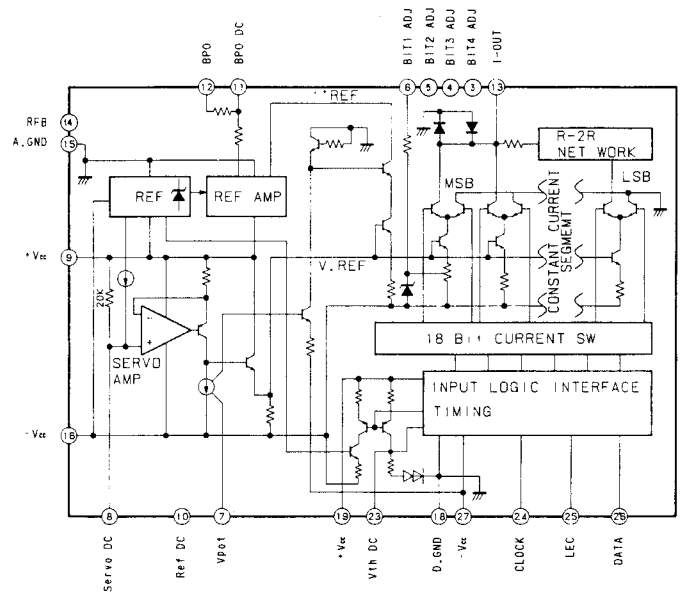 BPO
BPO DC
BIT1 ADJ
BIT2 ADJ
BIT3 ADJ
BIT4 ADJ
I-OUT
12
11
6
5
4
3
13
RFB
14
A.GND
15
REF
R-2R
NET WORK
REF
REF AMP
MSB
LSB
+Vcc
9
V.REF
CONSTANT CURRENT
SEGMEMT
20K
-
+
SERVO
AMP
18 Bit CURRENT SW
INPUT LOGIC INTERFACE
TIMING
-Vcc
16
8
10
7
19
23
18
27
24
25
26
Servo DC
Ref DC
Vpot
+Vcc
Vth DC
D.GND
-Vcc
CLOCK
LEC
DATA